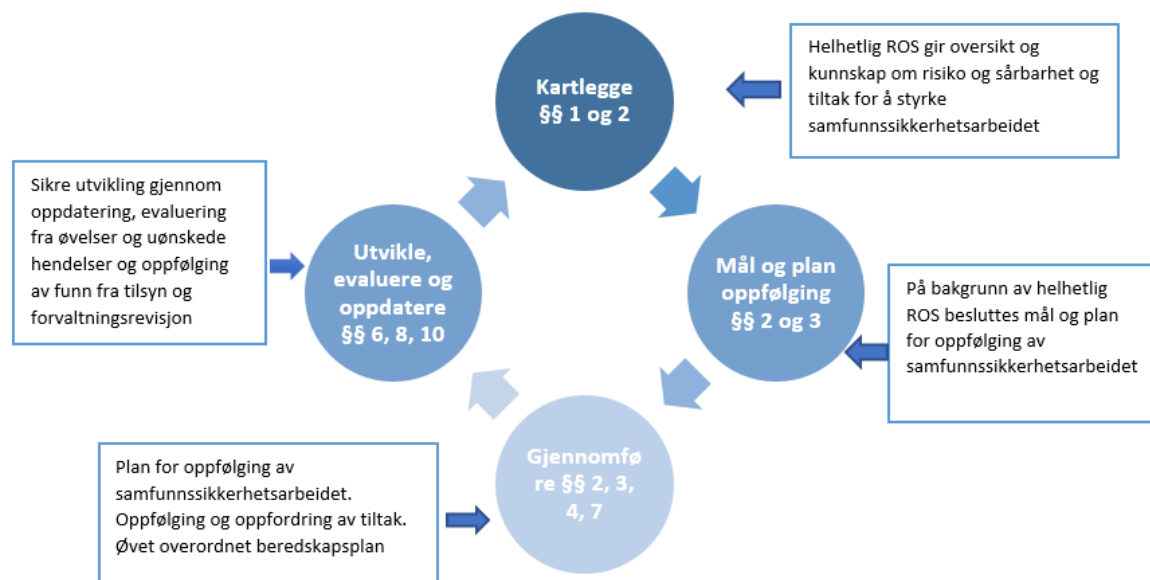 Kartlegge
§§ 1 og 2
Helhetlig ROS gir oversikt og
kunnskap om risiko og sårbarhet og
tiltak for å styrke
samfunnssikkerhetsarbeidet
Sikre utvikling gjennom
oppdatering, evaluering
fra øvelser og uønskede
hendelser og oppfølging
av funn fra tilsyn og
forvaltningsrevisjon
Utvikle,
evaluere og
oppdatere
§§ 6, 8, 10
Mål og plan
oppfølging
§§ 2 og 3
På bakgrunn av helhetlig
ROS besluttes mål og plan
for oppfølging av
samfunnssikkerhetsarbeidet
Plan for oppfølging av
samfunnssikkerhetsarbeidet.
Oppfølging og oppfordring av tiltak.
Øvet overordnet beredskapsplan
Gjennomfø
re §§ 2, 3,
4, 7